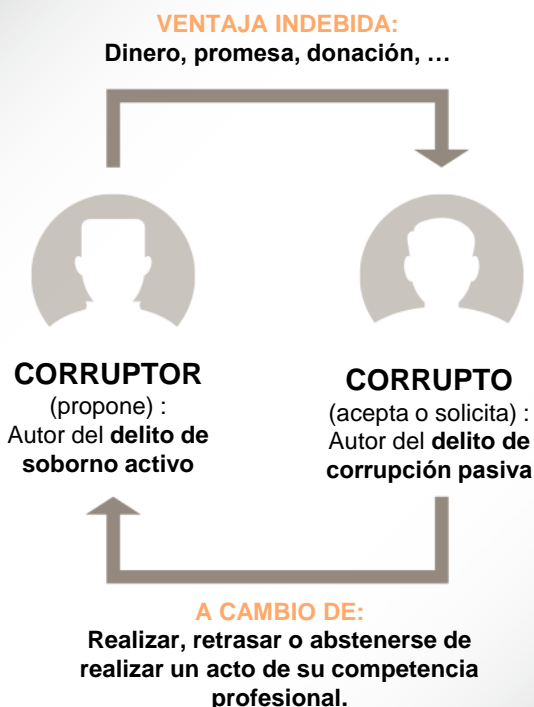 VENTAJA INDEBIDA:
Dinero, promesa, donación, …
CORRUPTOR
(propone) :
Autor del delito de
soborno activo
CORRUPTO
(acepta o solicita) :
Autor del delito de
corrupción pasiva
A CAMBIO DE:
Realizar, retrasar o abstenerse de
realizar un acto de su competencia
profesional.